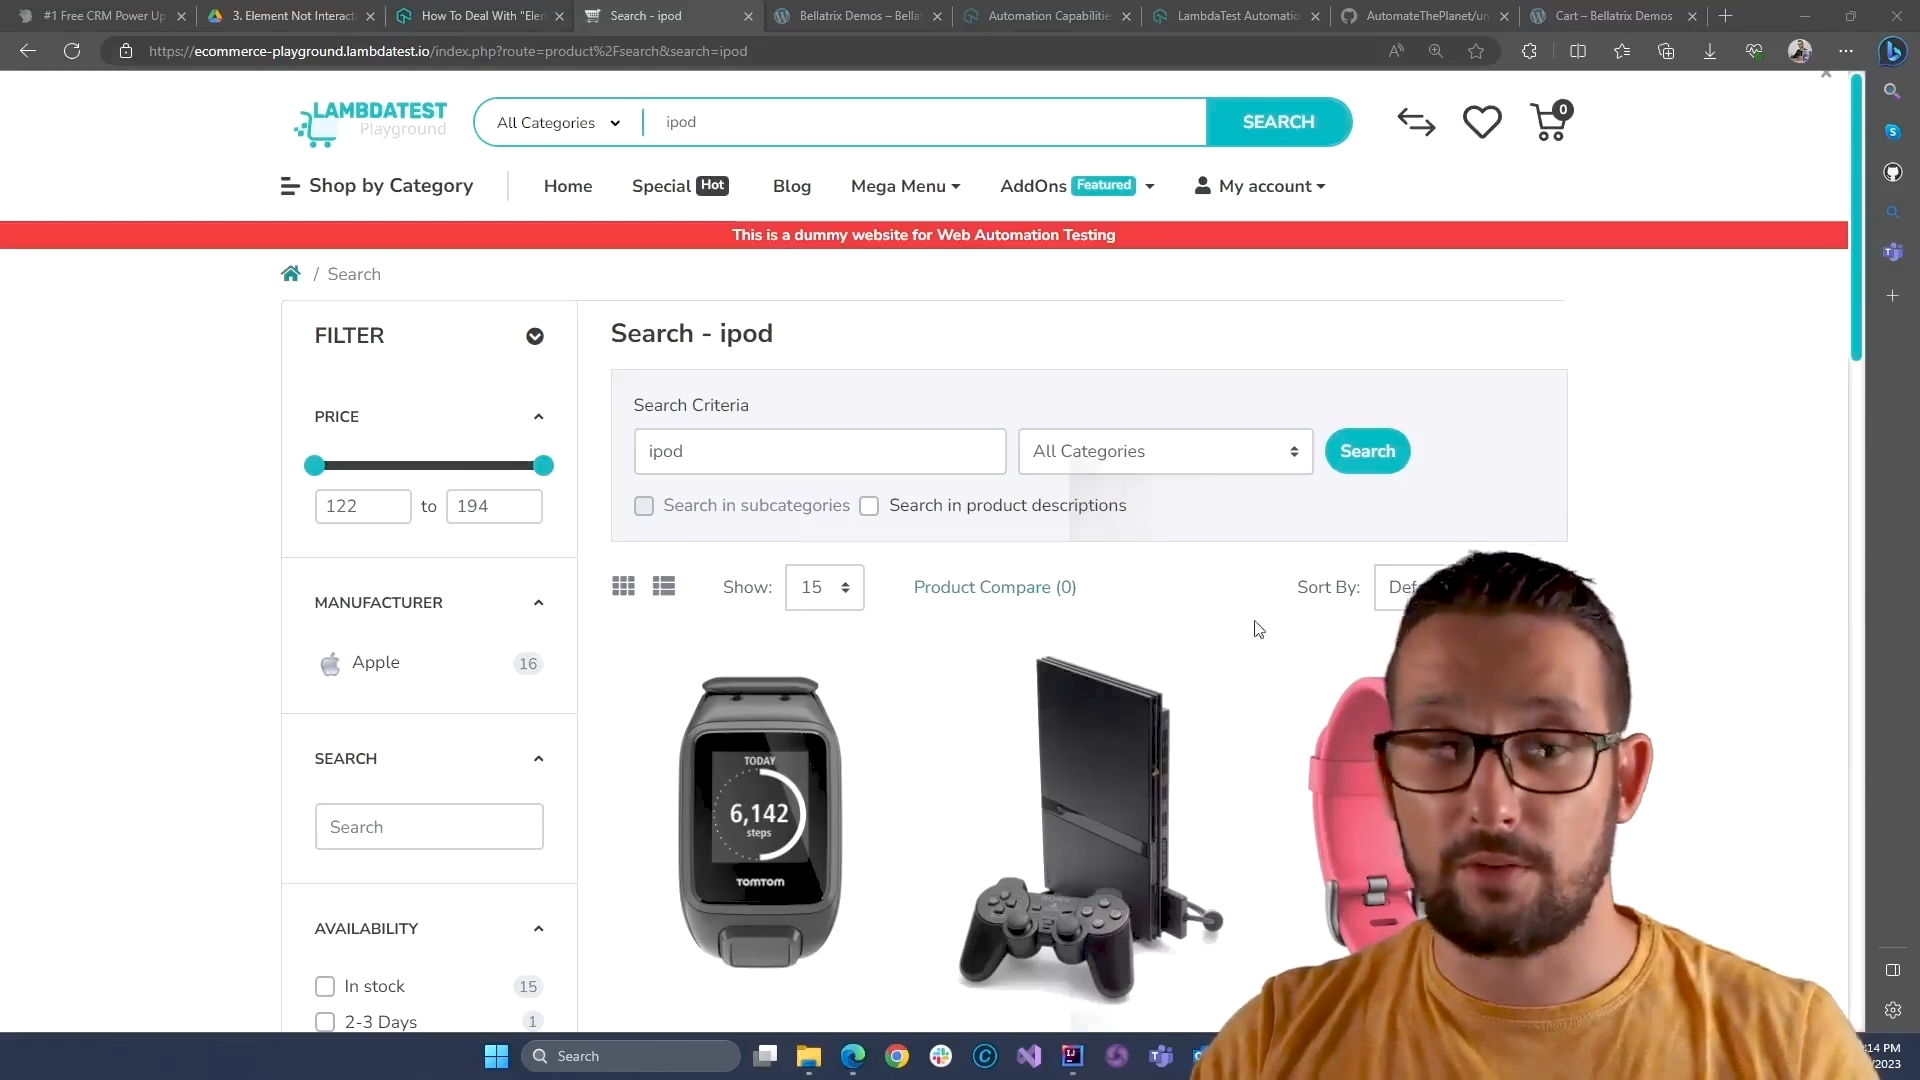 #1 Free CRM Power Up
3. Element Not Interact
How To Deal With "Elem
Search - ipod
Bellatrix Demos – Bella
Automation Capabilitie
LambdaTest Automatio
AutomateThePlanet/un
Cart – Bellatrix Demos
https://ecommerce-playground.lambdatest.io/index.php?route=product%2Fsearch&search=ipod
LAMBDATEST
Playground
All Categories
ipod
SEARCH
0
Shop by Category
Home
Special Hot
Blog
Mega Menu
AddOns Featured
My account
This is a dummy website for Web Automation Testing
/ Search
FILTER
PRICE
122 to 194
MANUFACTURER
Apple 16
SEARCH
Search
AVAILABILITY
In stock 15
2-3 Days 1
Search - ipod
Search Criteria
ipod
All Categories
Search
Search in subcategories
Search in product descriptions
Show: 15
Product Compare (0)
Sort By: Def
TODAY
6,142
steps
TOMTOM
Search
:14 PM
/2023